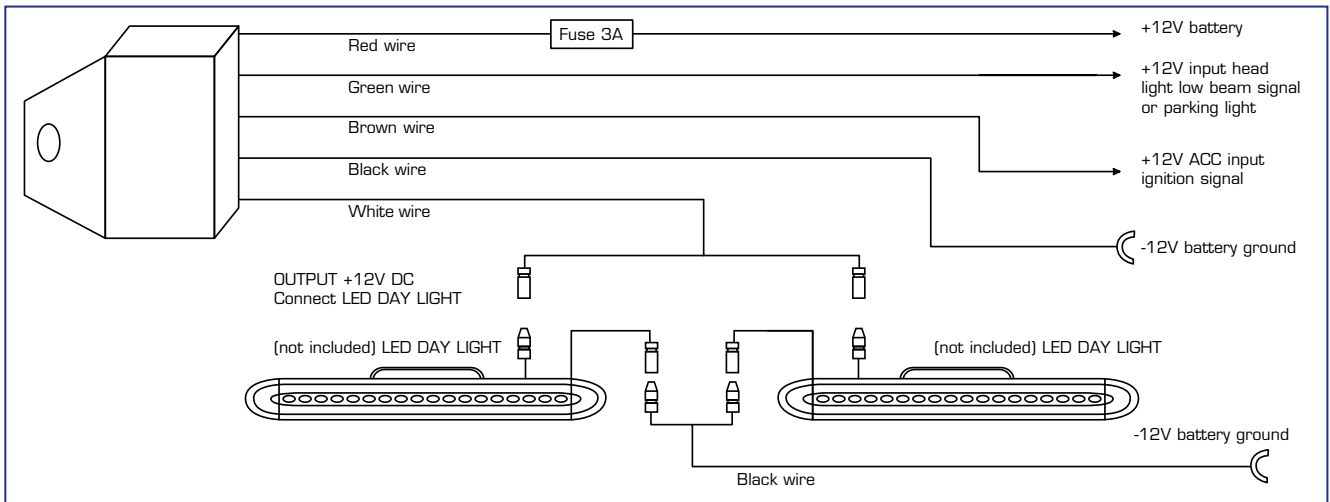 Red wire
Fuse 3A
+12V battery
Green wire
+12V input head
light low beam signal
or parking light
Brown wire
Black wire
+12V ACC input
ignition signal
White wire
-12V battery ground
OUTPUT +12V DC
Connect LED DAY LIGHT
(not included) LED DAY LIGHT
(not included) LED DAY LIGHT
-12V battery ground
Black wire